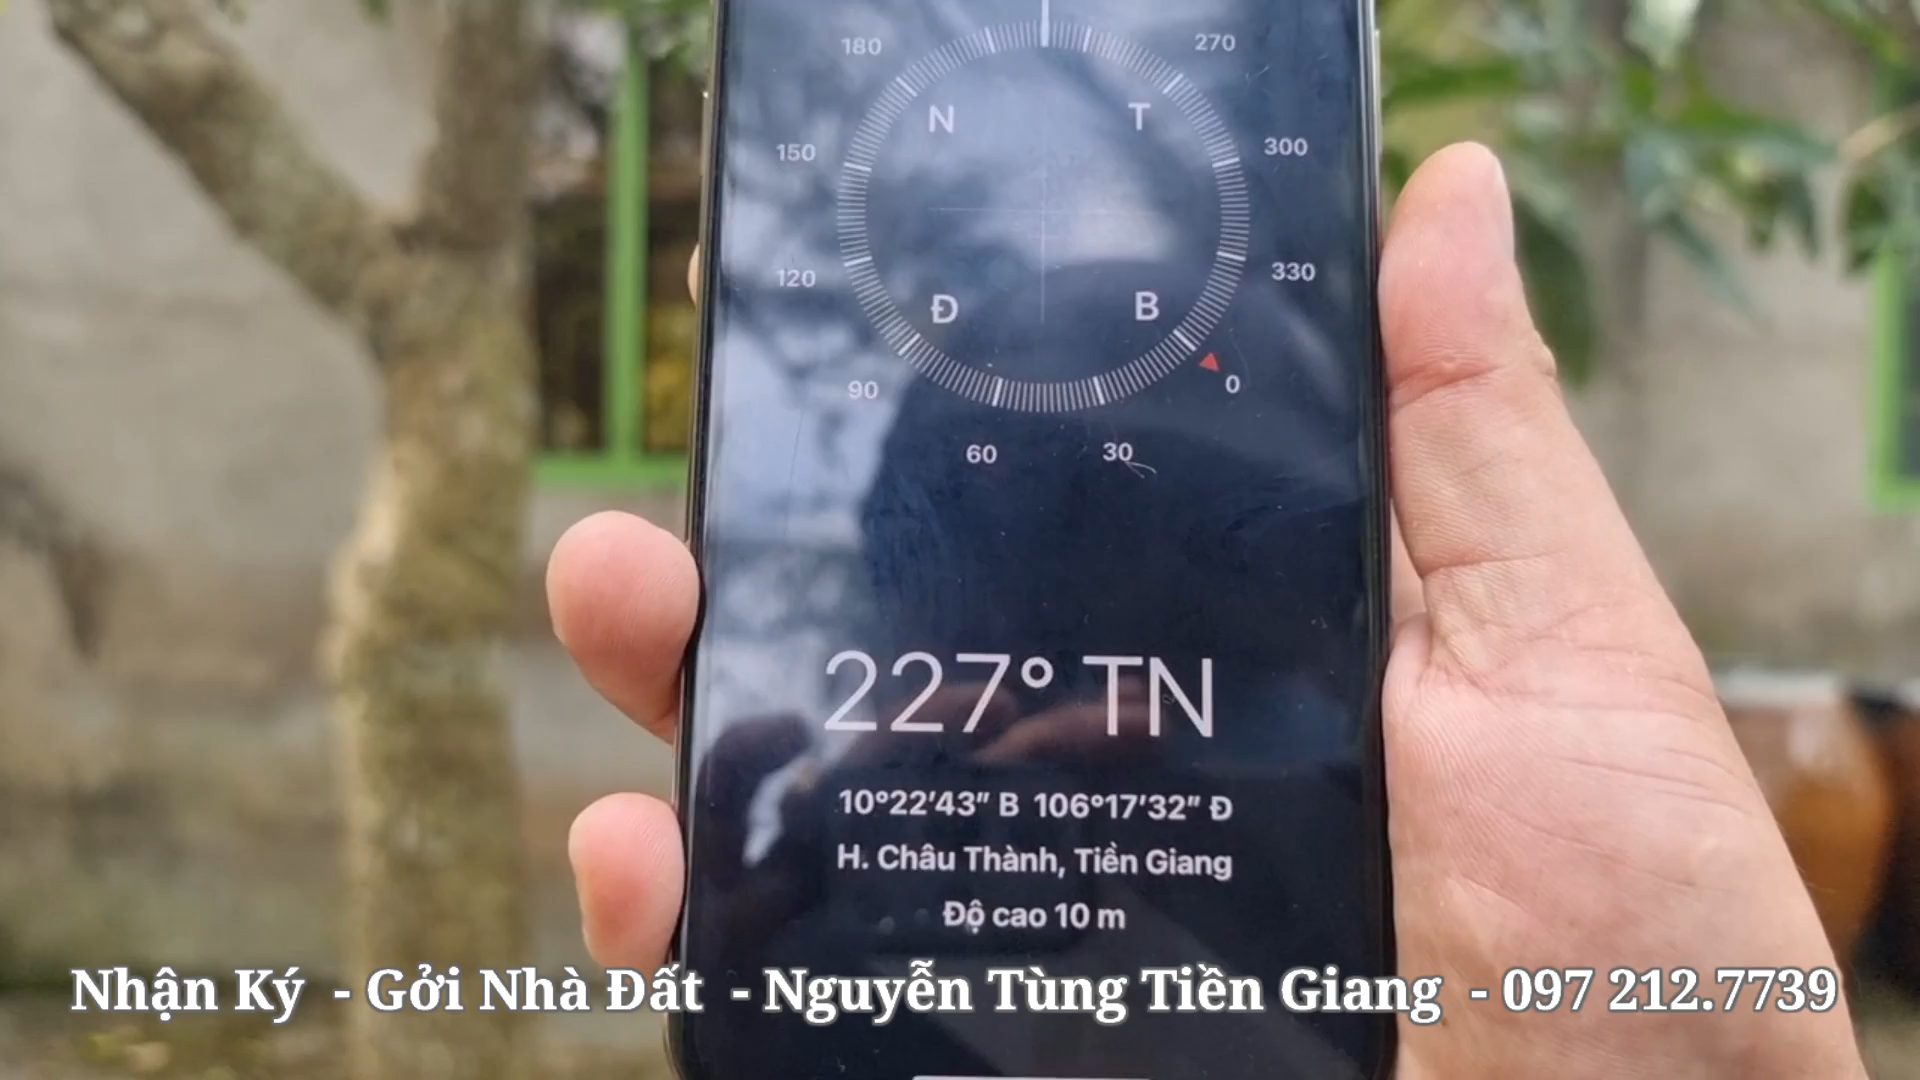 180 270
N T
150 300
120 330
Đ B
90 0
60 30
227° TN
10°22′43″ B 106°17′32″ Đ
H. Châu Thành, Tiền Giang
Độ cao 10 m
Nhận Ký - Gởi Nhà Đất - Nguyễn Tùng Tiền Giang - 097 212.7739